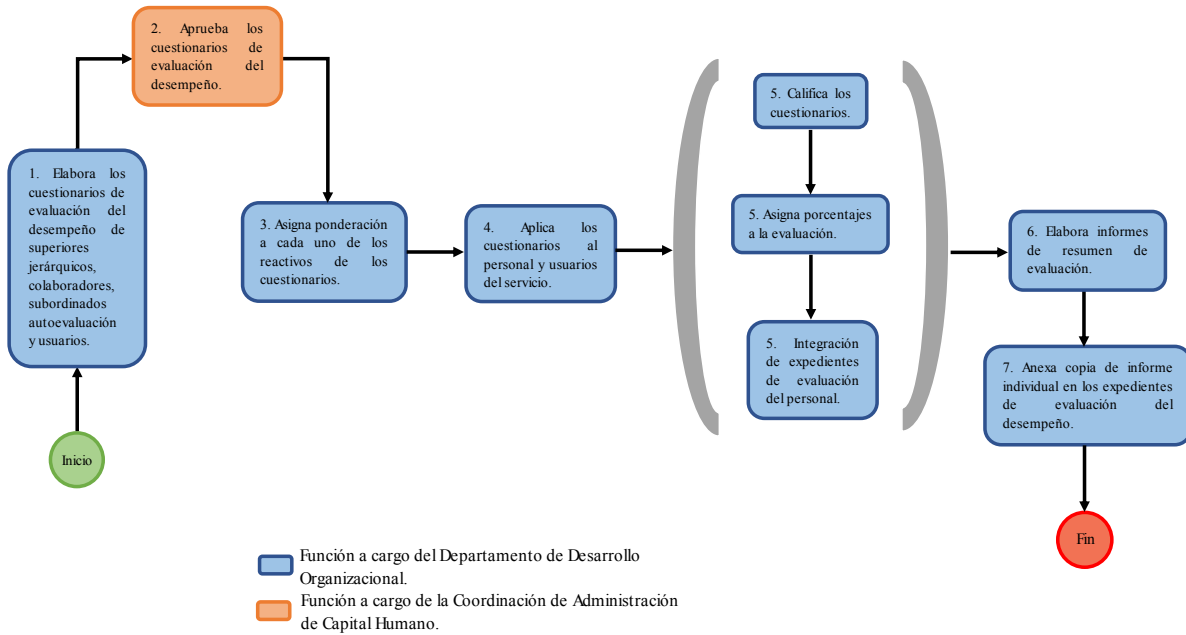 1. Elabora los
cuestionarios de
evaluación del
desempeño de
superiores
jerárquicos,
colaboradores,
subordinados
autoevaluación
y usuarios.
Inicio
2. Aprueba los
cuestionarios de
evaluación del
desempeño.
3. Asigna ponderación
a cada uno de los
reactivos de los
cuestionarios.
4. Aplica los
cuestionarios al
personal y usuarios
del servicio.
5. Califica los
cuestionarios.
5. Asigna porcentajes
a la evaluación.
5. Integración
de expedientes
de evaluación
del personal.
6. Elabora informes
de resumen de
evaluación.
7. Anexa copia de informe
individual en los expedientes
de evaluación del
desempeño.
Fin
Función a cargo del Departamento de Desarrollo
Organizacional.
Función a cargo de la Coordinación de Administración
de Capital Humano.